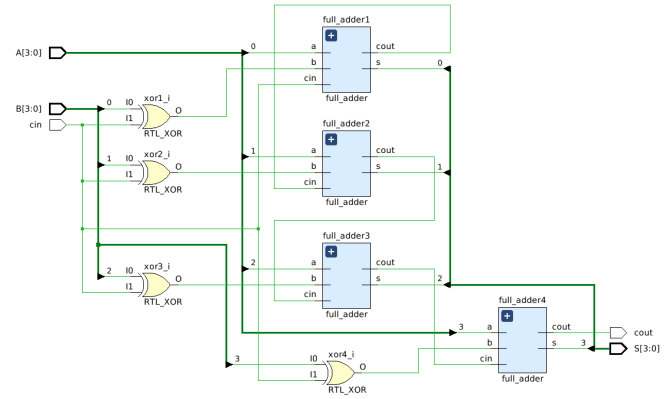 full_adder1
A[3:0]
0
a
cout
b
s
0
cin
full_adder
B[3:0]
0
I0
xor1_i
O
cin
I1
RTL_XOR
full_adder2
1
I0
xor2_i
O
I1
RTL_XOR
1
a
cout
b
s
1
cin
full_adder
full_adder3
2
I0
xor3_i
O
I1
RTL_XOR
2
a
cout
b
s
2
cin
full_adder
full_adder4
3
a
cout
cout
b
s
3
S[3:0]
cin
full_adder
3
I0
xor4_i
O
I1
RTL_XOR